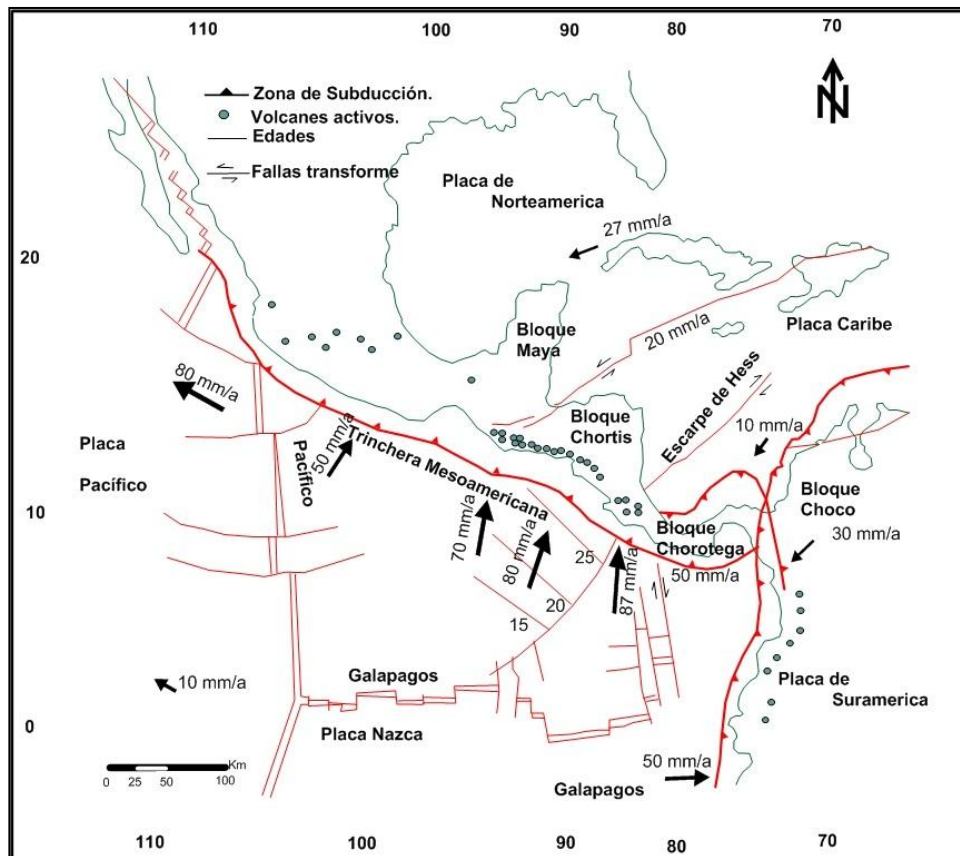 110
100
90
80
70
N
Zona de Subducción.
Volcanes activos.
Edades
Fallas transforme
Placa de
Norteamerica
27 mm/a
20
Bloque
Maya
20 mm/a
Placa Caribe
Escarpe de Hess
80 mm/a
Bloque
Chortis
10 mm/a
Placa
Pacífico
Pacífico
50 mm/a
Trinchera Mesoamericana
Bloque
Choco
10
70 mm/a
80 mm/a
25
20
15
87 mm/a
Bloque
Chorotega
50 mm/a
30 mm/a
10 mm/a
Galapagos
Placa Nazca
Placa de
Suramerica
0
50 mm/a
Galapagos
Km
0 25 50 100
110
100
90
80
70